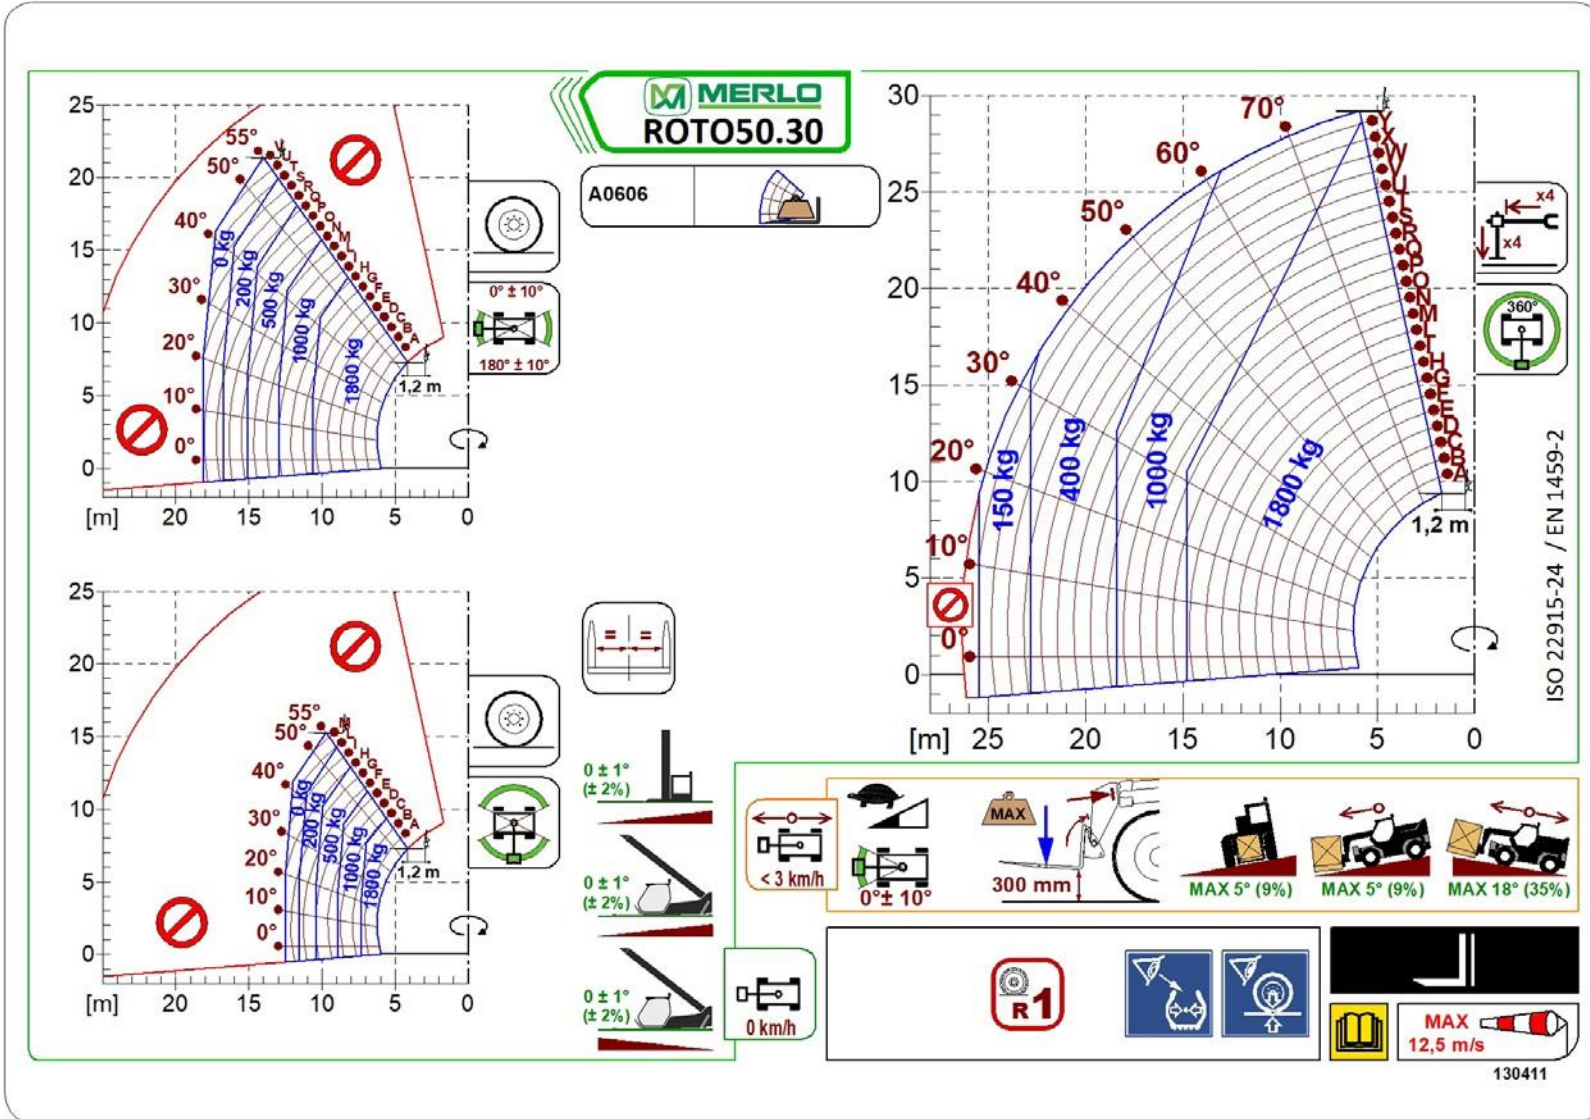 MERLO
ROTO50.30
A0606
25
20
15
10
5
0
[m] 20 15 10 5 0
55°
50°
40°
30°
20°
10°
0°
V
U
T
S
R
Q
P
O
N
M
L
I
H
G
F
E
D
C
B
A
0 kg
200 kg
500 kg
1000 kg
1800 kg
1,2 m
0° ± 10°
180° ± 10°
25
20
15
10
5
0
[m] 20 15 10 5 0
55°
50°
40°
30°
20°
10°
0°
M
L
I
H
G
F
E
D
C
B
A
0 kg
200 kg
500 kg
1000 kg
1800 kg
1,2 m
= =
0 ± 1°
(± 2%)
0 ± 1°
(± 2%)
0 ± 1°
(± 2%)
30
25
20
15
10
5
0
[m] 25 20 15 10 5 0
70°
60°
50°
40°
30°
20°
10°
0°
Y
X
W
V
U
T
S
R
Q
P
O
N
M
L
I
H
G
F
E
D
C
B
A
150 kg
400 kg
1000 kg
1800 kg
1,2 m
x4
x4
360°
ISO 22915-24 / EN 1459-2
< 3 km/h
0°± 10°
MAX
300 mm
MAX 5° (9%)
MAX 5° (9%)
MAX 18° (35%)
0 km/h
R 1
MAX
12,5 m/s
130411